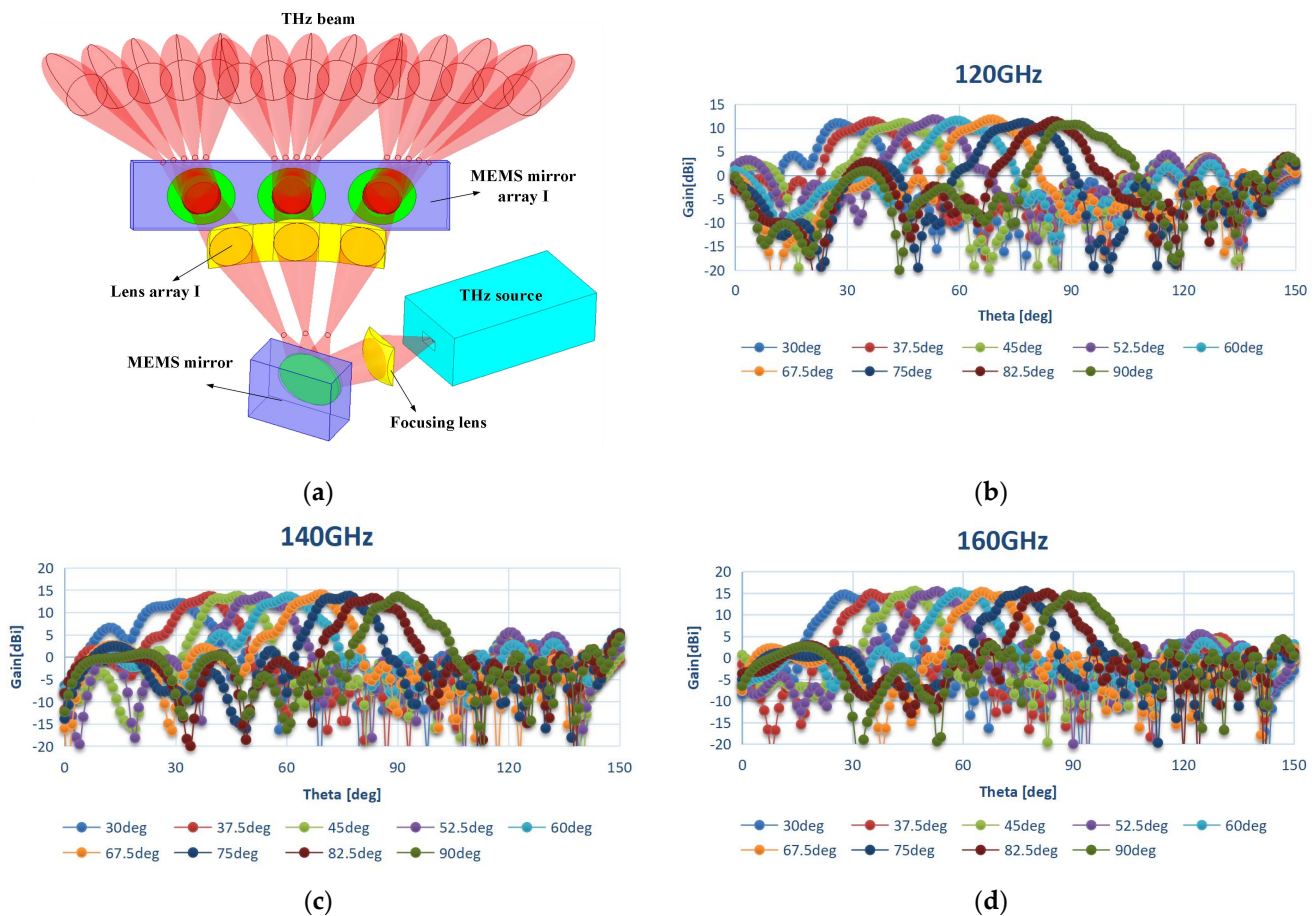 THz beam
MEMS mirror
array I
Lens array I
THz source
MEMS mirror
Focusing lens
(a)
120GHz
Gain[dBi]
15
10
5
0
-5
-10
-15
-20
0 30 60 90 120 150
Theta [deg]
30deg 37.5deg 45deg 52.5deg 60deg
67.5deg 75deg 82.5deg 90deg
(b)
140GHz
Gain[dBi]
20
15
10
5
0
-5
-10
-15
-20
0 30 60 90 120 150
Theta [deg]
30deg 37.5deg 45deg 52.5deg 60deg
67.5deg 75deg 82.5deg 90deg
(c)
160GHz
Gain[dBi]
20
15
10
5
0
-5
-10
-15
-20
0 30 60 90 120 150
Theta [deg]
30deg 37.5deg 45deg 52.5deg 60deg
67.5deg 75deg 82.5deg 90deg
(d)